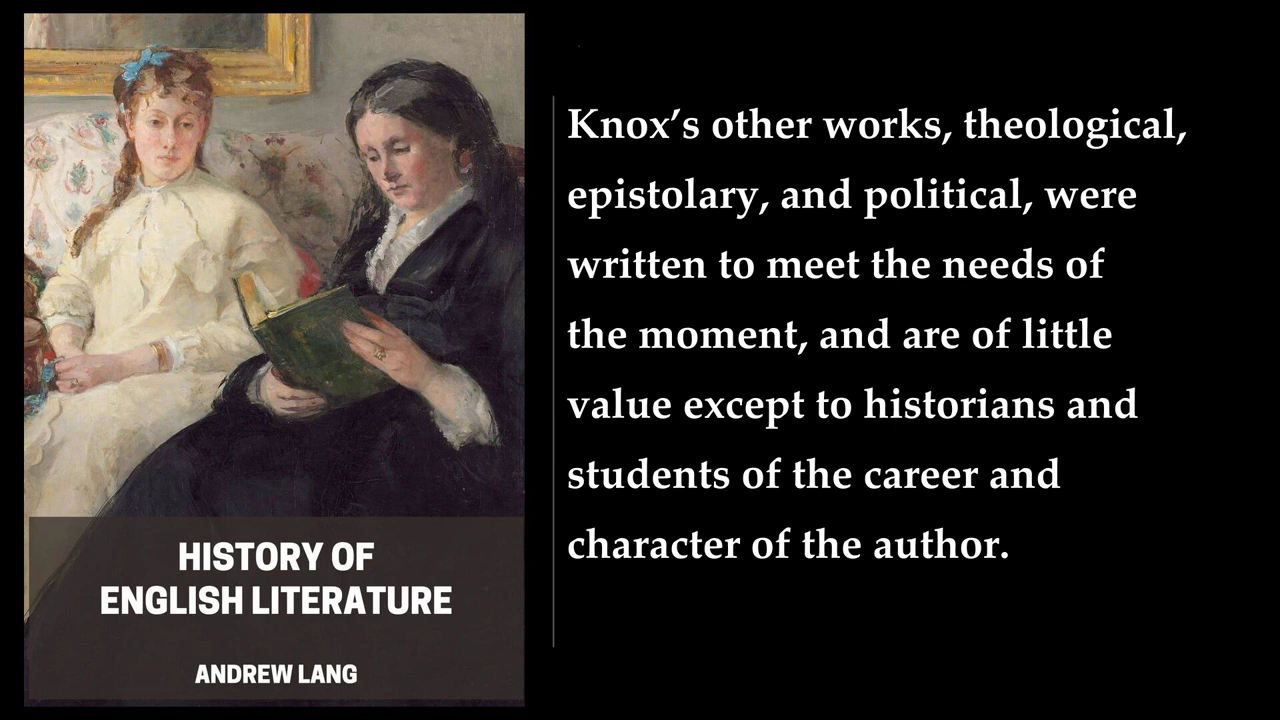 HISTORY OF
ENGLISH LITERATURE
ANDREW LANG
Knox’s other works, theological,
epistolary, and political, were
written to meet the needs of
the moment, and are of little
value except to historians and
students of the career and
character of the author.